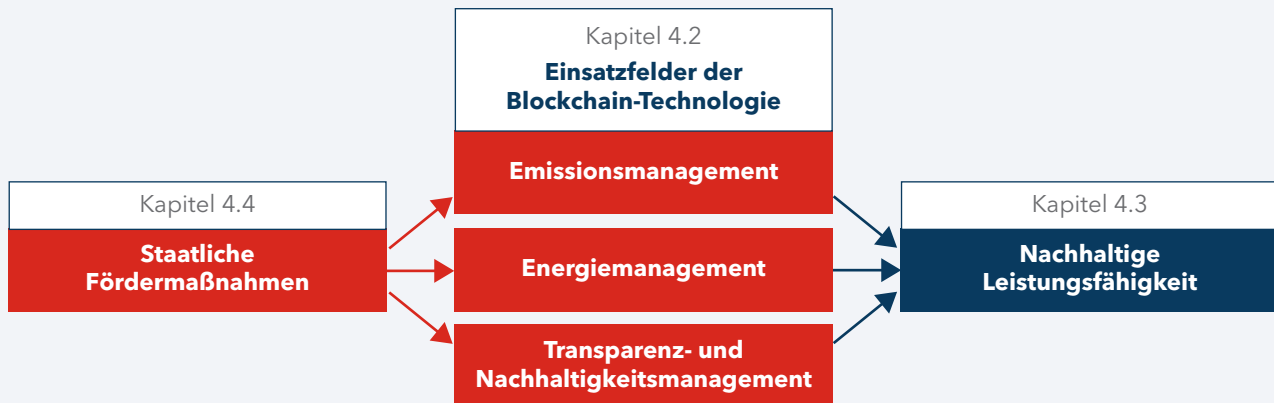 Kapitel 4.2
Einsatzfelder der
Blockchain-Technologie
Emissionsmanagement
Kapitel 4.4
Staatliche
Fördermaßnahmen
Energiemanagement
Transparenz- und
Nachhaltigkeitsmanagement
Kapitel 4.3
Nachhaltige
Leistungsfähigkeit